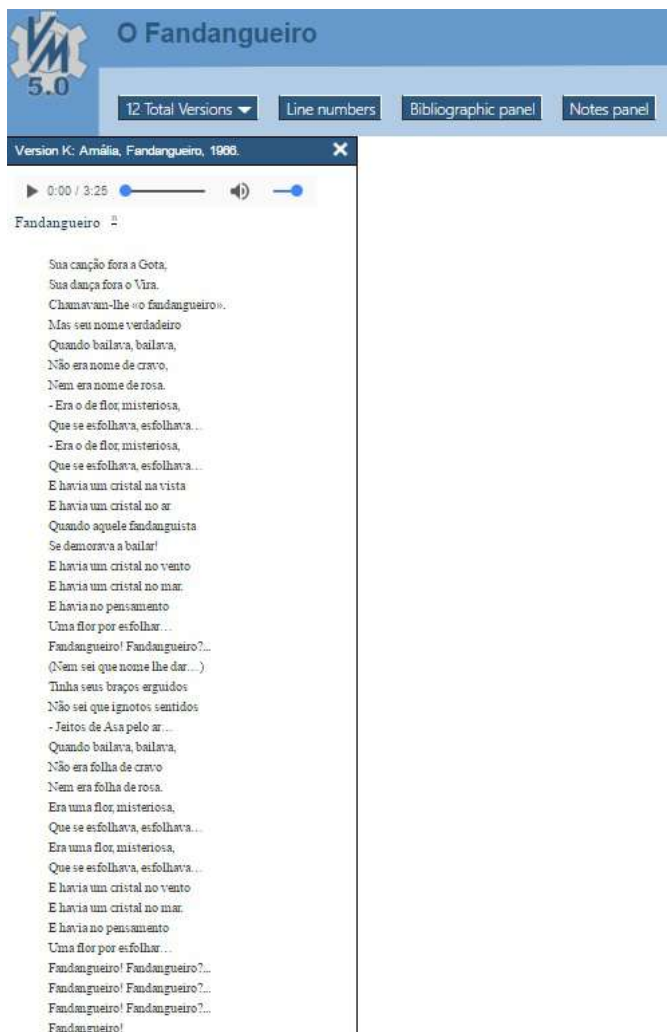 VM
5.0
O Fandangueiro
12 Total Versions Line numbers Bibliographic panel Notes panel
Version K: Amália, Fandangueiro, 1966.
0:00 / 3:25
Fandangueiro n
Sua canção fora a Gota,
Sua dança fora o Vira.
Chamavam-lhe «o fandangueiro».
Mas seu nome verdadeiro
Quando bailava, bailava,
Não era nome de cravo,
Nem era nome de rosa.
- Era o de flor, misteriosa,
Que se esfolhava, esfolhava…
- Era o de flor, misteriosa,
Que se esfolhava, esfolhava…
E havia um cristal na vista
E havia um cristal no ar
Quando aquele fandanguista
Se demorava a bailar!
E havia um cristal no vento
E havia um cristal no mar.
E havia no pensamento
Uma flor por esfolhar…
Fandangueiro! Fandangueiro?...
(Nem sei que nome lhe dar…)
Tinha seus braços erguidos
Não sei que ignotos sentidos
- Jeitos de Asa pelo ar…
Quando bailava, bailava,
Não era folha de cravo
Nem era folha de rosa.
Era uma flor, misteriosa,
Que se esfolhava, esfolhava…
Era uma flor, misteriosa,
Que se esfolhava, esfolhava…
E havia um cristal no vento
E havia um cristal no mar.
E havia no pensamento
Uma flor por esfolhar…
Fandangueiro! Fandangueiro?...
Fandangueiro! Fandangueiro?...
Fandangueiro! Fandangueiro?...
Fandangueiro!